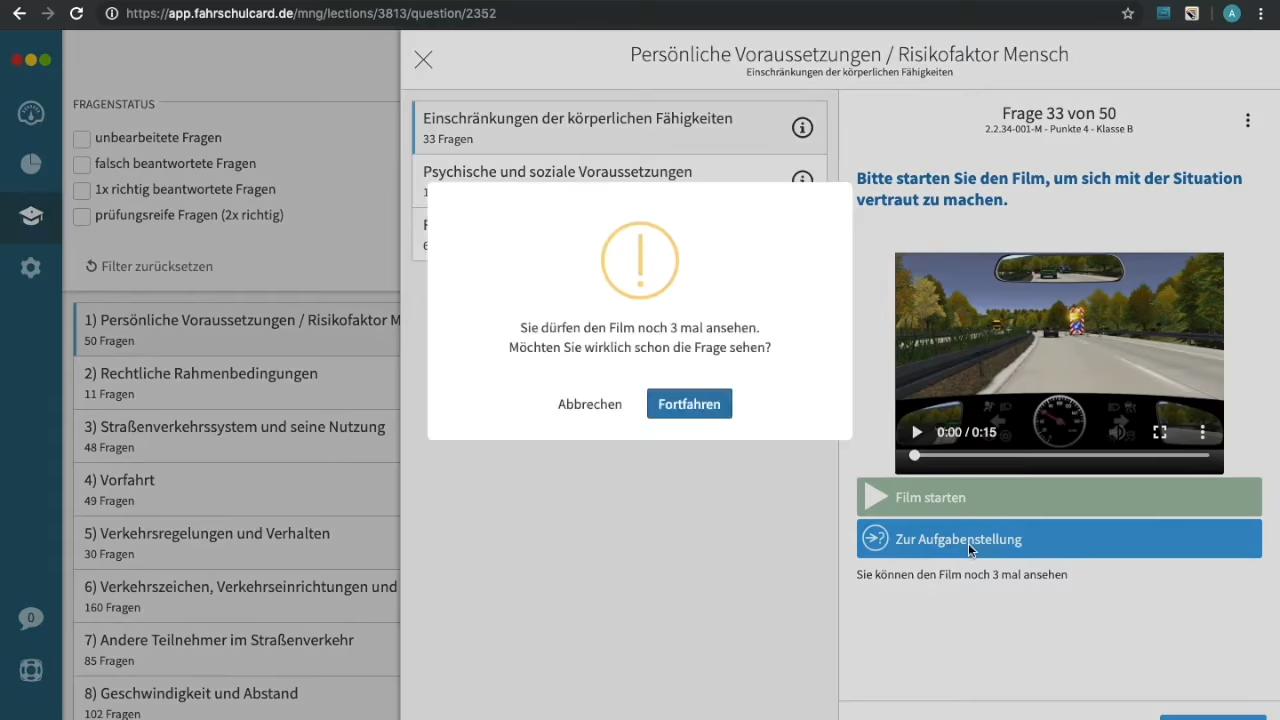 https://app.fahrschulcard.de/mng/lections/3813/question/2352
A
FRAGENSTATUS
unbearbeitete Fragen
falsch beantwortete Fragen
1x richtig beantwortete Fragen
prüfungsreife Fragen (2x richtig)
Filter zurücksetzen
1) Persönliche Voraussetzungen / Risikofaktor M
50 Fragen
2) Rechtliche Rahmenbedingungen
11 Fragen
3) Straßenverkehrssystem und seine Nutzung
48 Fragen
4) Vorfahrt
49 Fragen
5) Verkehrsregelungen und Verhalten
30 Fragen
6) Verkehrszeichen, Verkehrseinrichtungen und
160 Fragen
7) Andere Teilnehmer im Straßenverkehr
85 Fragen
8) Geschwindigkeit und Abstand
102 Fragen
0
Persönliche Voraussetzungen / Risikofaktor Mensch
Einschränkungen der körperlichen Fähigkeiten
Einschränkungen der körperlichen Fähigkeiten
33 Fragen
Psychische und soziale Voraussetzungen
Sie dürfen den Film noch 3 mal ansehen.
Möchten Sie wirklich schon die Frage sehen?
Abbrechen
Fortfahren
Frage 33 von 50
2.2.34-001-M - Punkte 4 - Klasse B
Bitte starten Sie den Film, um sich mit der Situation
vertraut zu machen.
0:00 / 0:15
Film starten
Zur Aufgabenstellung
Sie können den Film noch 3 mal ansehen